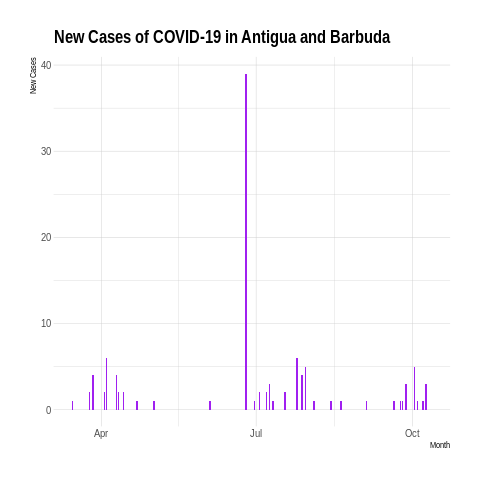 New Cases of COVID-19 in Antigua and Barbuda
New Cases
40
30
20
10
0
Apr
Jul
Oct
Month